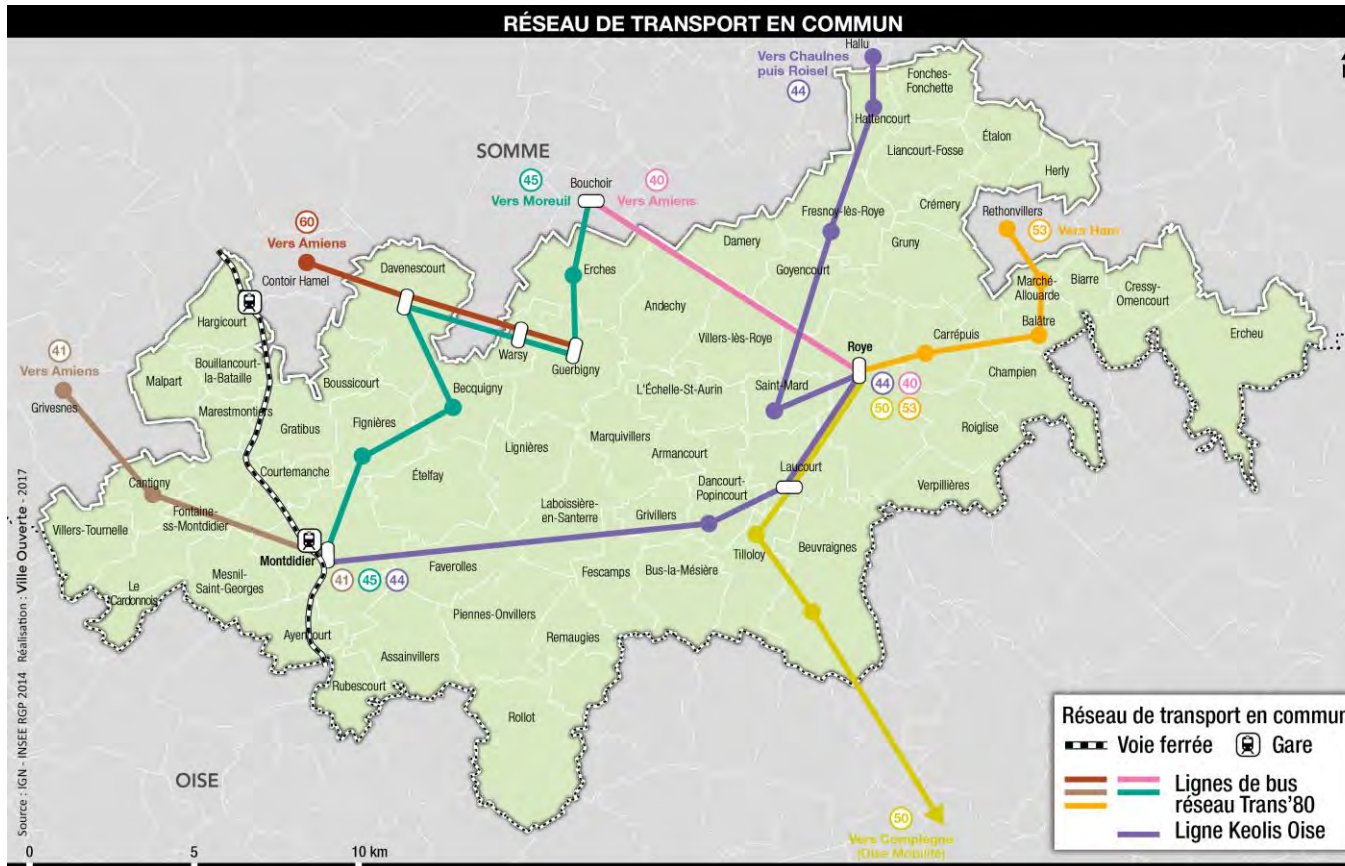 RÉSEAU DE TRANSPORT EN COMMUN
Hallu
Vers Chaulnes
puis Roisel
44
Fonches-
Fonchette
Hattencourt
Étalon
Liancourt-Fosse
Herly
SOMME
45
Vers Moreuil
Bouchoir
40
Vers Amiens
Crémery
Fresnoy-lès-Roye
Rethonvillers
53
Vers Ham
60
Vers Amiens
Damery
Gruny
Goyencourt
Contoir Hamel
Davenescourt
Erches
Marché-
Allouarde
Biarre
Cressy-
Omencourt
Andechy
Hargicourt
Balâtre
Ercheu
Villers-lès-Roye
Carrépuis
Warsy
Guerbigny
Roye
41
Vers Amiens
Bouillancourt-
la-Bataille
Malpart
Boussicourt
Becquigny
L'Échelle-St-Aurin
Saint-Mard
44
40
50
53
Champien
Grivesnes
Marestmontiers
Gratibus
Fignières
Roiglise
Lignières
Marquivillers
Armancourt
Courtemanche
Ételfay
Laucourt
Cantigny
Dancourt-
Popincourt
Verpillières
Fontaine-
ss-Montdidier
Laboissière-
en-Santerre
Grivillers
Villers-Tournelle
Tilloloy
Beuvraignes
Montdidier
41
45
44
Faverolles
Fescamps
Bus-la-Mésière
Mesnil-
Saint-Georges
Le
Cardonnois
Piennes-Onvillers
Remaugies
Ayencourt
Assainvillers
Rubescourt
Rollot
OISE
50
Vers Compiègne
(Oise Mobilité)
Réseau de transport en commun
Voie ferrée
Gare
Lignes de bus
réseau Trans'80
Ligne Keolis Oise
0
5
10 km
Source : IGN - INSEE RGP 2014 Réalisation : Ville Ouverte - 2017